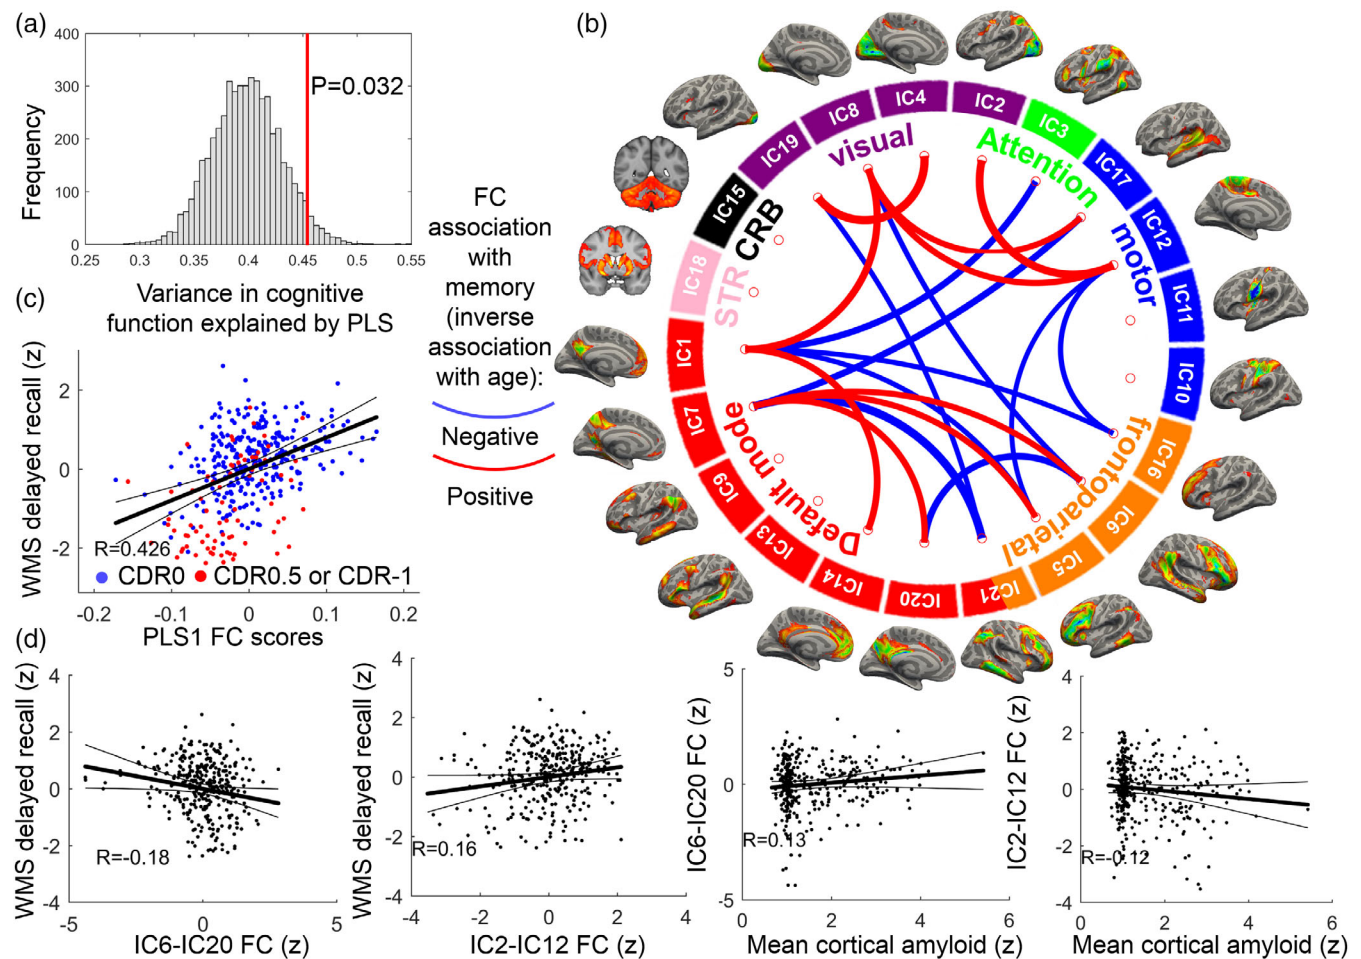 (a)
400
300
200
100
0
Frequency
P=0.032
0.25
0.3
0.35
0.4
0.45
0.5
0.55
Variance in cognitive
function explained by PLS
FC
association
with
memory
(inverse
association
with age):
Negative
Positive
(b)
IC1
IC18
IC15
IC19
IC8
IC4
IC2
IC3
IC17
IC12
IC11
IC10
IC16
IC6
IC5
IC21
IC20
IC14
IC13
IC9
IC7
STR
CRB
visual
Attention
motor
frontoparietal
Default mode
(c)
WMS delayed recall (z)
2
0
-2
R=0.426
CDR0
CDR0.5 or CDR-1
-0.2
-0.1
0
0.1
0.2
PLS1 FC scores
(d)
WMS delayed recall (z)
4
2
0
-2
-4
R=-0.18
-5
0
5
IC6-IC20 FC (z)
WMS delayed recall (z)
4
2
0
-2
-4
R=0.16
-4
-2
0
2
4
IC2-IC12 FC (z)
IC6-IC20 FC (z)
5
0
-5
R=0.13
0
2
4
6
Mean cortical amyloid (z)
IC2-IC12 FC (z)
4
2
0
-2
-4
R=-0.12
0
2
4
6
Mean cortical amyloid (z)